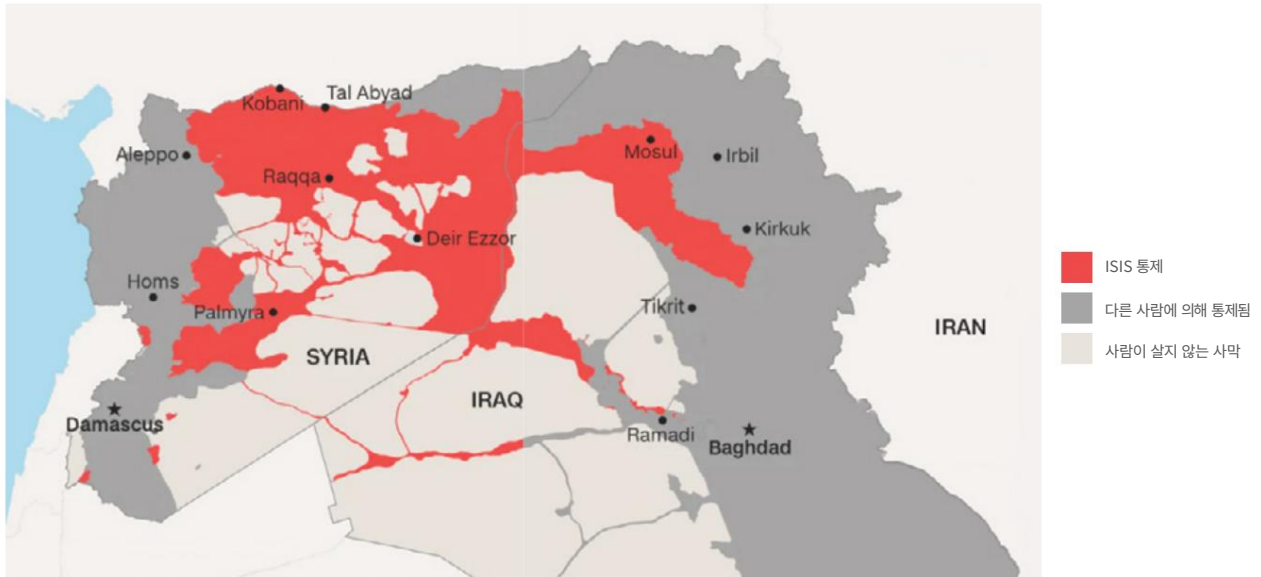 Kobani
Tal Abyad
Aleppo
Mosul
Irbil
Raqqa
Kirkuk
Deir Ezzor
Homs
Palmyra
Tikrit
SYRIA
IRAQ
IRAN
Damascus
Ramadi
Baghdad
ISIS 통제
다른 사람에 의해 통제됨
사람이 살지 않는 사막